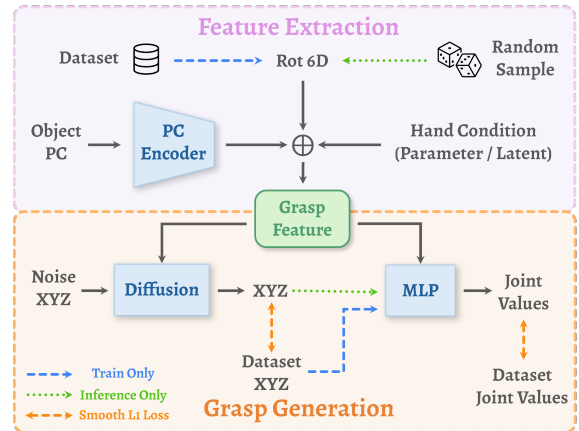 Feature Extraction
Dataset
Rot 6D
Random
Sample
Object
PC
PC
Encoder
Hand Condition
(Parameter / Latent)
Grasp
Feature
Noise
XYZ
Diffusion
XYZ
MLP
Joint
Values
Dataset
XYZ
Dataset
Joint Values
Train Only
Inference Only
Smooth L1 Loss
Grasp Generation